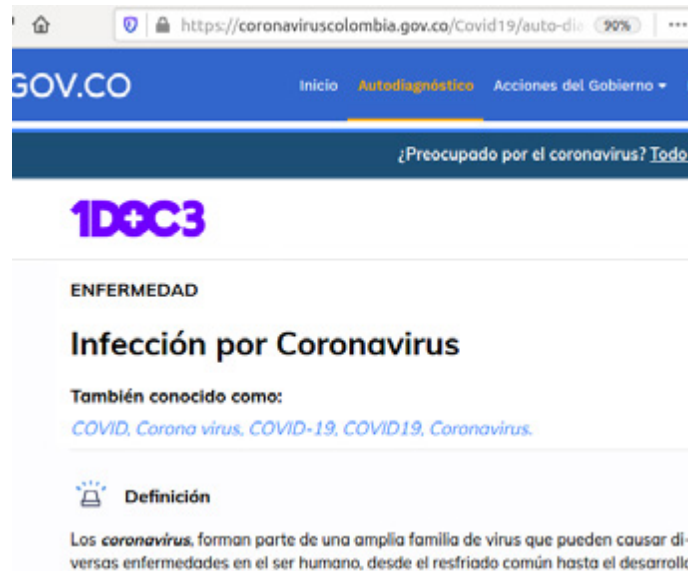 https://coronaviruscolombia.gov.co/Covid19/auto-dia 90%
GOV.CO
Inicio Autodiagnóstico Acciones del Gobierno
¿Preocupado por el coronavirus? Todo
1DOC3
ENFERMEDAD
Infección por Coronavirus
También conocido como:
COVID, Corona virus, COVID-19, COVID19, Coronavirus.
Definición
Los coronavirus, forman parte de una amplia familia de virus que pueden causar di-
versas enfermedades en el ser humano, desde el resfriado común hasta el desarrollo